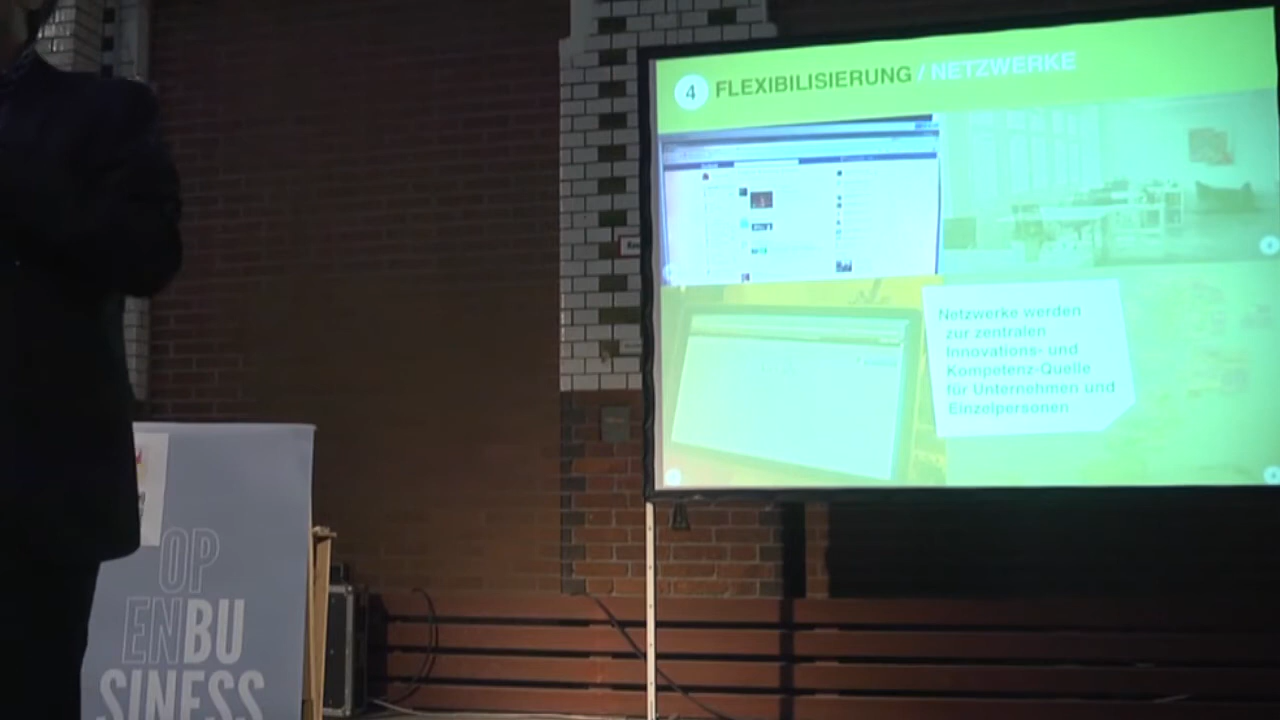 4 FLEXIBILISIERUNG / NETZWERKE
Netzwerke werden
zur zentralen
Innovations- und
Kompetenz-Quelle
für Unternehmen und
Einzelpersonen
OP
ENBU
SINESS